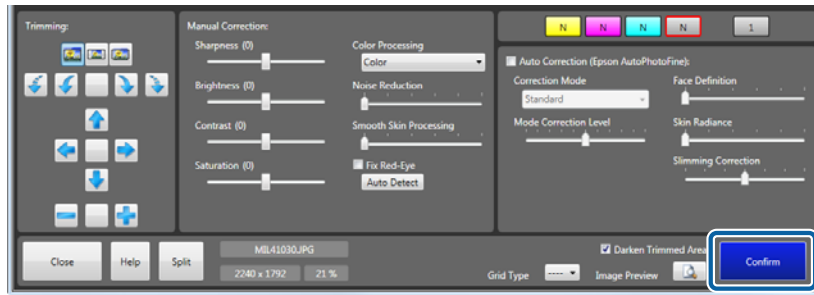 Trimming:
Manual Correction:
Sharpness (0)
Brightness (0)
Contrast (0)
Saturation (0)
Color Processing
Color
Noise Reduction
Smooth Skin Processing
Fix Red-Eye
Auto Detect
N N N N 1
Auto Correction (Epson AutoPhotoFine):
Correction Mode
Standard
Mode Correction Level
Face Definition
Skin Radiance
Slimming Correction
Close Help Split
MIL41030.JPG
2240 x 1792 21 %
Darken Trimmed Area
Grid Type ---- Image Preview
Confirm